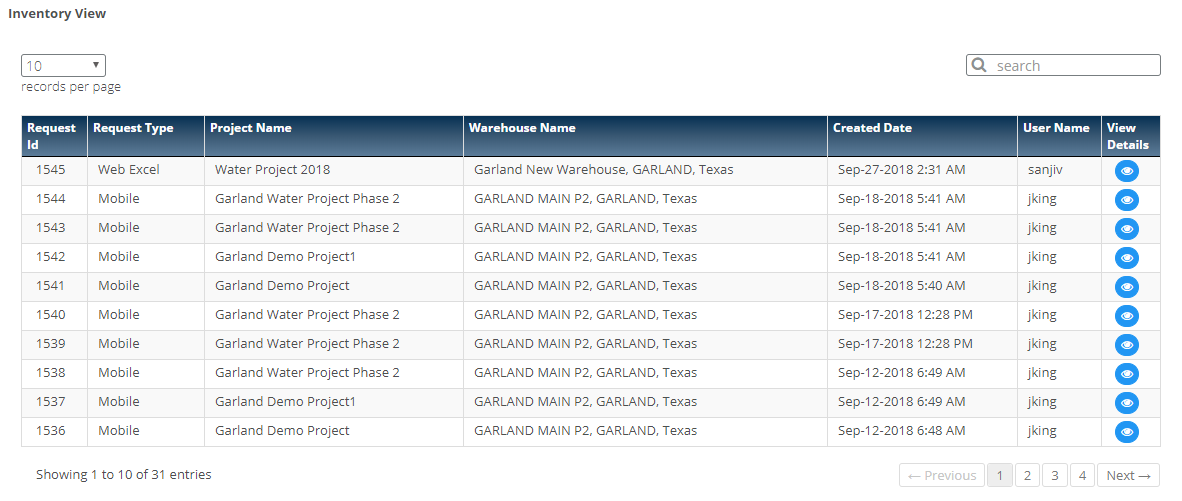 Inventory View
10
search
records per page
Request Id Request Type Project Name Warehouse Name Created Date User Name View Details
1545 Web Excel Water Project 2018 Garland New Warehouse, GARLAND, Texas Sep-27-2018 2:31 AM sanjiv
1544 Mobile Garland Water Project Phase 2 GARLAND MAIN P2, GARLAND, Texas Sep-18-2018 5:41 AM jking
1543 Mobile Garland Water Project Phase 2 GARLAND MAIN P2, GARLAND, Texas Sep-18-2018 5:41 AM jking
1542 Mobile Garland Demo Project1 GARLAND MAIN P2, GARLAND, Texas Sep-18-2018 5:41 AM jking
1541 Mobile Garland Demo Project GARLAND MAIN P2, GARLAND, Texas Sep-18-2018 5:40 AM jking
1540 Mobile Garland Water Project Phase 2 GARLAND MAIN P2, GARLAND, Texas Sep-17-2018 12:28 PM jking
1539 Mobile Garland Water Project Phase 2 GARLAND MAIN P2, GARLAND, Texas Sep-17-2018 12:28 PM jking
1538 Mobile Garland Water Project Phase 2 GARLAND MAIN P2, GARLAND, Texas Sep-12-2018 6:49 AM jking
1537 Mobile Garland Demo Project1 GARLAND MAIN P2, GARLAND, Texas Sep-12-2018 6:49 AM jking
1536 Mobile Garland Demo Project GARLAND MAIN P2, GARLAND, Texas Sep-12-2018 6:48 AM jking
Showing 1 to 10 of 31 entries ← Previous 1 2 3 4 Next →